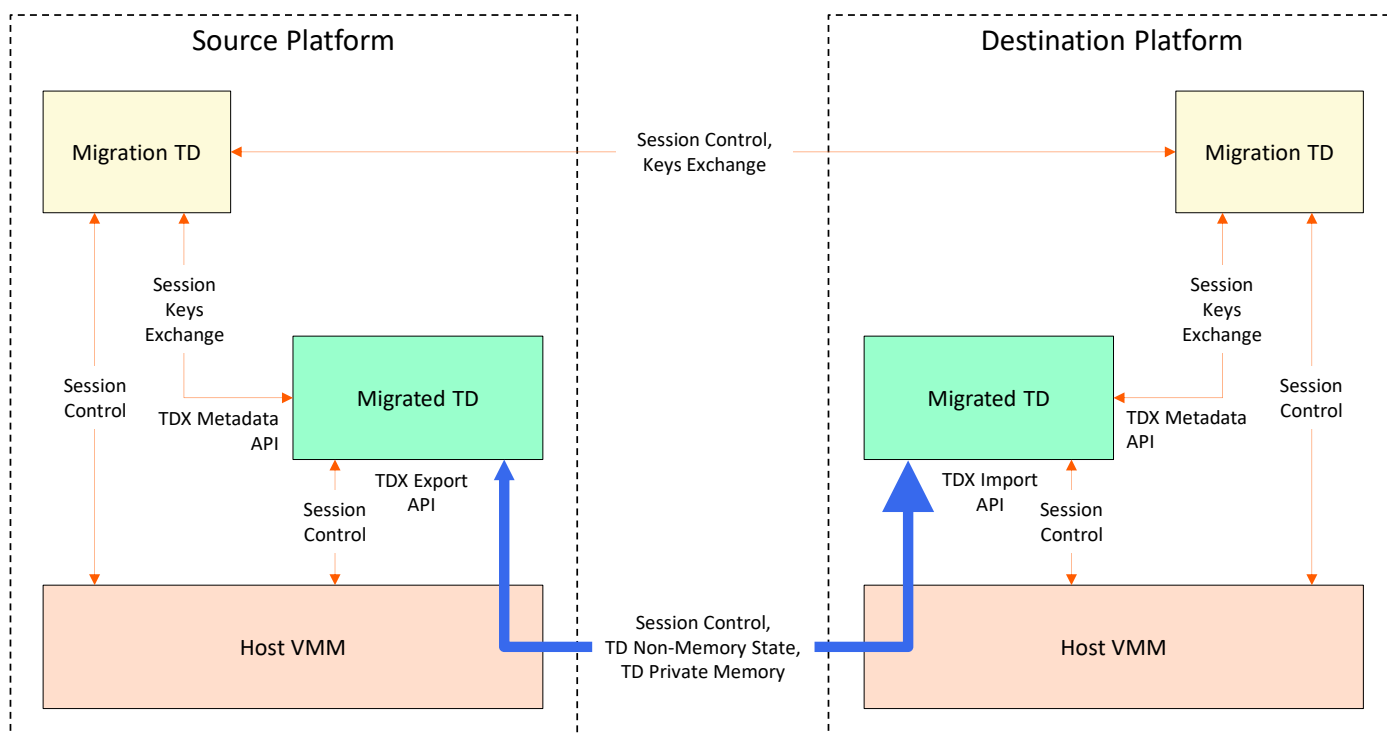 Source Platform
Destination Platform
Migration TD
Session Control,
Keys Exchange
Migration TD
Session
Keys
Exchange
Session
Control
TDX Metadata
API
Migrated TD
TDX Export
API
Session
Control
Host VMM
Session Control,
TD Non-Memory State,
TD Private Memory
Session
Keys
Exchange
Session
Control
Migrated TD
TDX Metadata
API
TDX Import
API
Session
Control
Host VMM